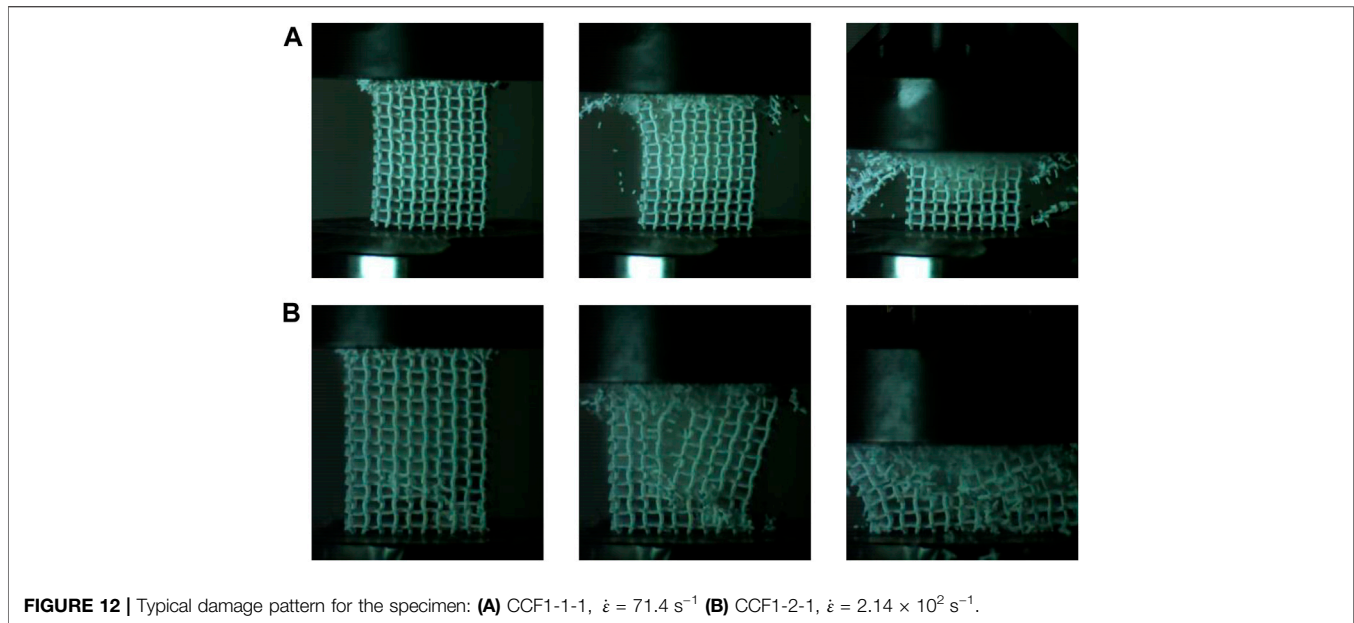 A
B
FIGURE 12 | Typical damage pattern for the specimen: (A) CCF1-1-1, ε̇ = 71.4 s⁻¹ (B) CCF1-2-1, ε̇ = 2.14 × 10² s⁻¹.